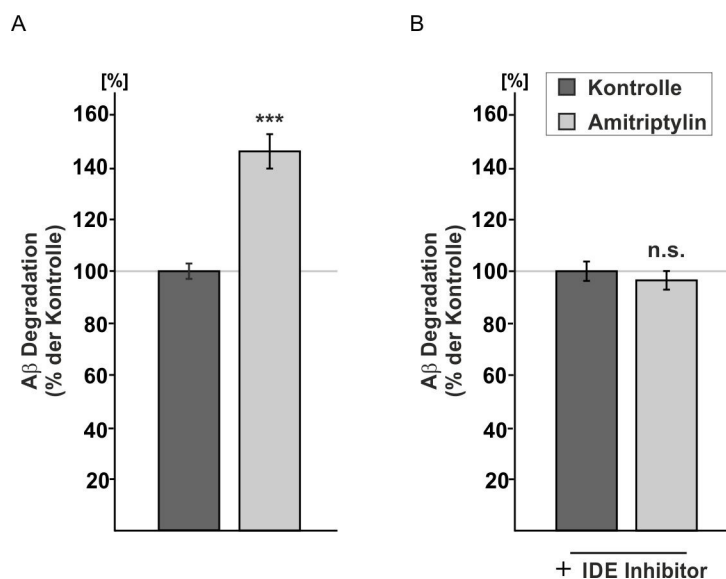 A
[%]
160
140
120
100
80
60
40
20
Aβ Degradation
(% der Kontrolle)
***
B
[%]
160
140
120
100
80
60
40
20
Aβ Degradation
(% der Kontrolle)
Kontrolle
Amitriptylin
n.s.
+ IDE Inhibitor